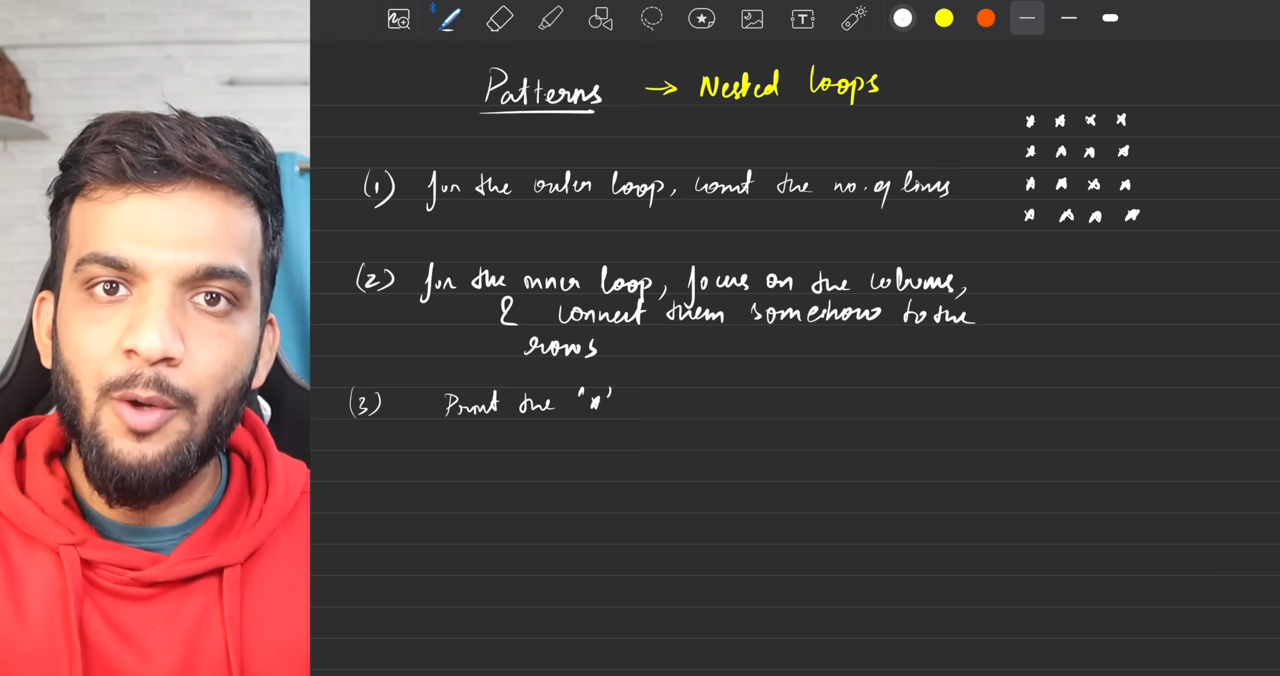 Patterns → Nested loops
(1) for the outer loop, count the no. of lines
(2) for the inner loop, focus on the columns,
& connect them somehow to the
rows
(3) Print the '*'
* * * *
* * * *
* * * *
* * * *